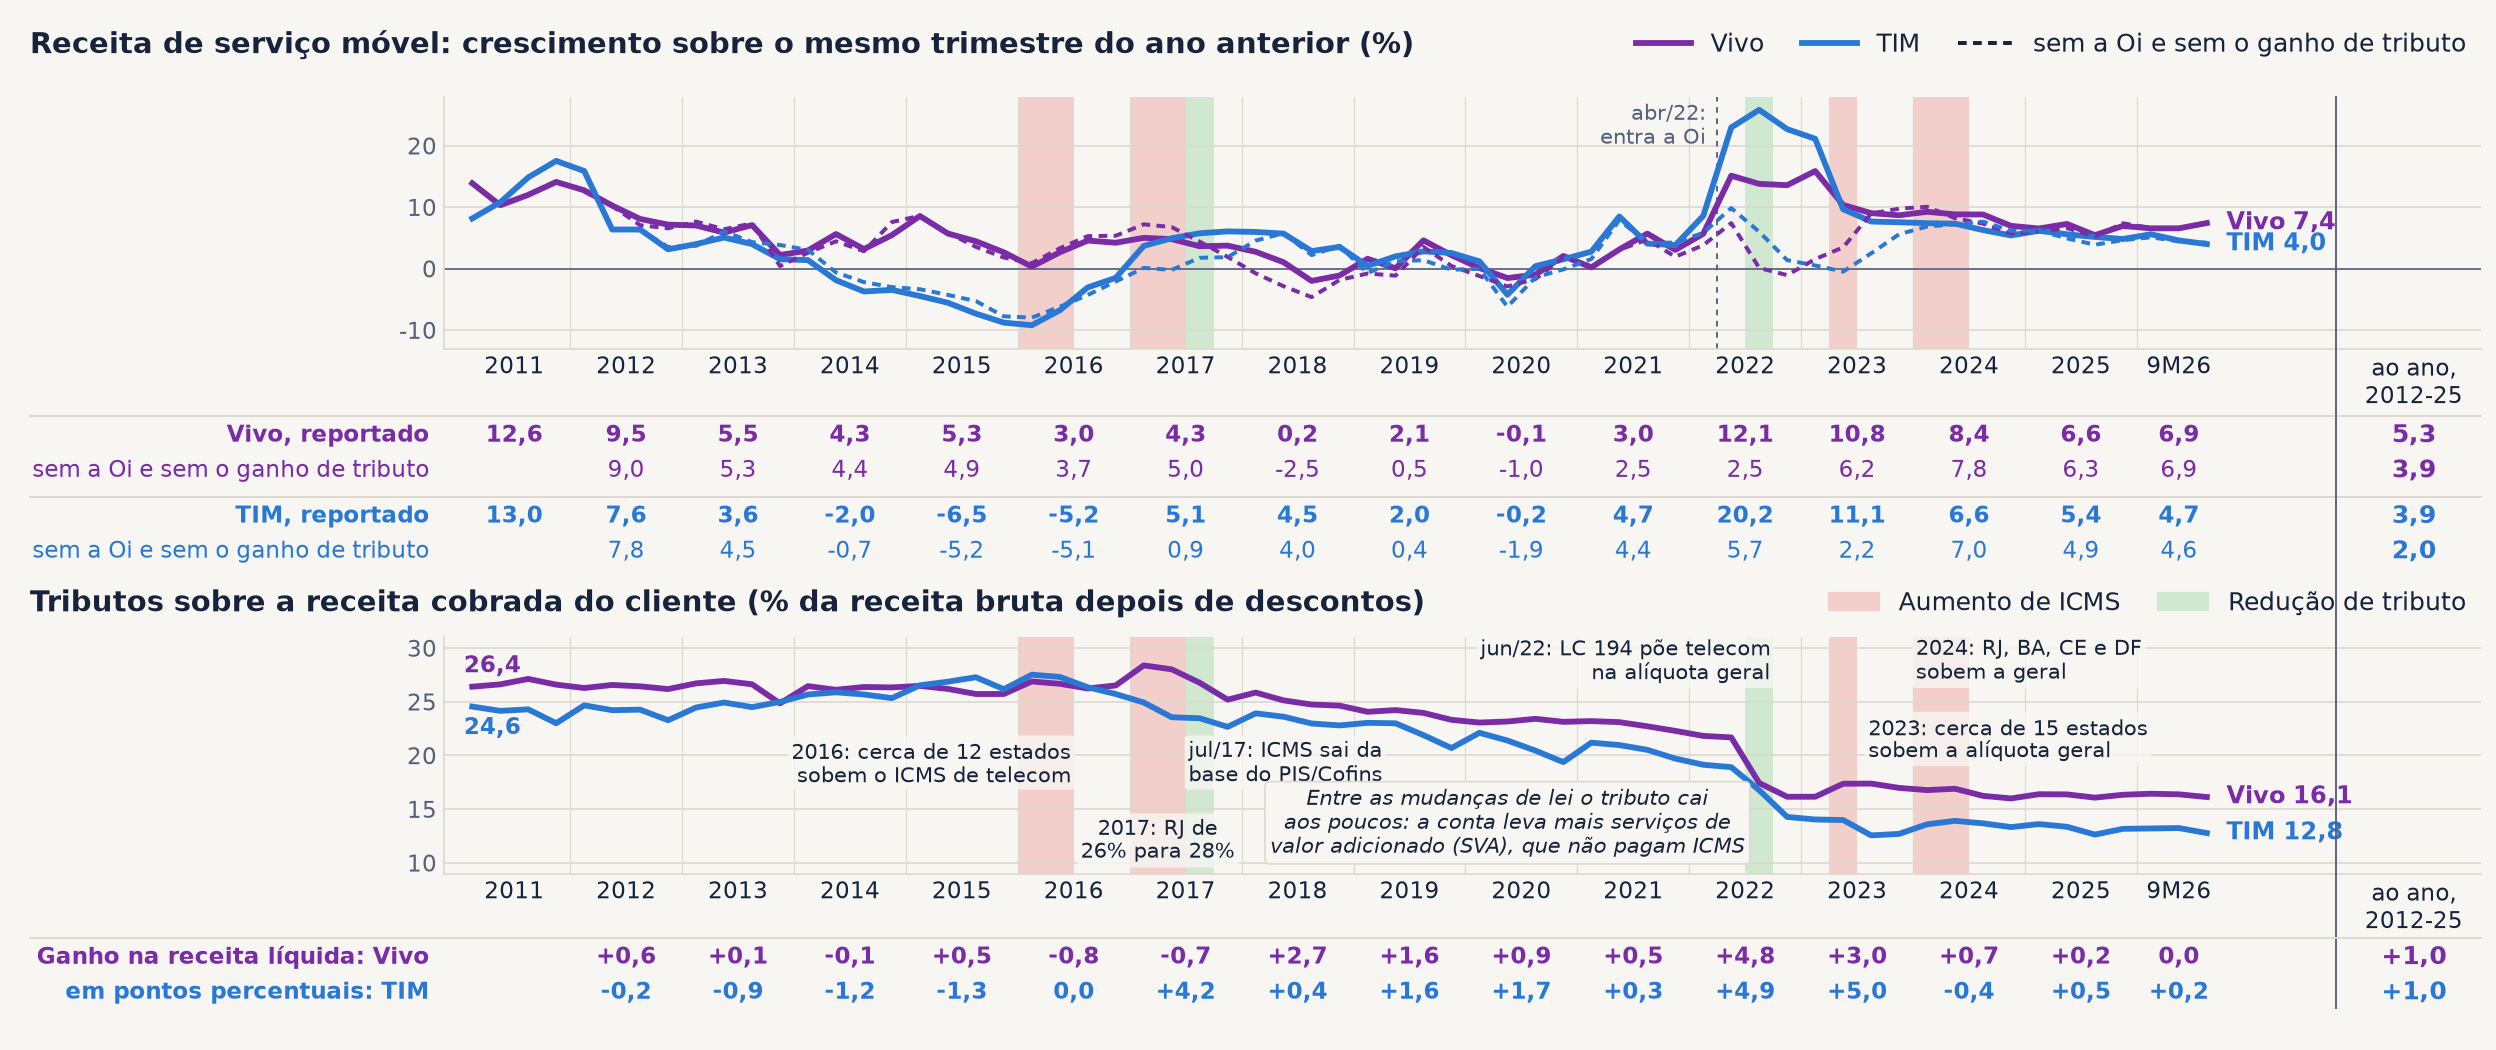 Receita de serviço móvel: crescimento sobre o mesmo trimestre do ano anterior (%)
Vivo TIM sem a Oi e sem o ganho de tributo
abr/22:
entra a Oi
20
10
0
-10
Vivo 7,4
TIM 4,0
2011 2012 2013 2014 2015 2016 2017 2018 2019 2020 2021 2022 2023 2024 2025 9M26 ao ano,
2012-25
Vivo, reportado 12,6 9,5 5,5 4,3 5,3 3,0 4,3 0,2 2,1 -0,1 3,0 12,1 10,8 8,4 6,6 6,9 5,3
sem a Oi e sem o ganho de tributo 9,0 5,3 4,4 4,9 3,7 5,0 -2,5 0,5 -1,0 2,5 2,5 6,2 7,8 6,3 6,9 3,9
TIM, reportado 13,0 7,6 3,6 -2,0 -6,5 -5,2 5,1 4,5 2,0 -0,2 4,7 20,2 11,1 6,6 5,4 4,7 3,9
sem a Oi e sem o ganho de tributo 7,8 4,5 -0,7 -5,2 -5,1 0,9 4,0 0,4 -1,9 4,4 5,7 2,2 7,0 4,9 4,6 2,0
Tributos sobre a receita cobrada do cliente (% da receita bruta depois de descontos)
Aumento de ICMS Redução de tributo
30
25
20
15
10
26,4
24,6
jun/22: LC 194 põe telecom
na alíquota geral
2024: RJ, BA, CE e DF
sobem a geral
2023: cerca de 15 estados
sobem a alíquota geral
2016: cerca de 12 estados
sobem o ICMS de telecom
jul/17: ICMS sai da
base do PIS/Cofins
2017: RJ de
26% para 28%
Entre as mudanças de lei o tributo cai
aos poucos: a conta leva mais serviços de
valor adicionado (SVA), que não pagam ICMS
Vivo 16,1
TIM 12,8
2011 2012 2013 2014 2015 2016 2017 2018 2019 2020 2021 2022 2023 2024 2025 9M26 ao ano,
2012-25
Ganho na receita líquida: Vivo +0,6 +0,1 -0,1 +0,5 -0,8 -0,7 +2,7 +1,6 +0,9 +0,5 +4,8 +3,0 +0,7 +0,2 0,0 +1,0
em pontos percentuais: TIM -0,2 -0,9 -1,2 -1,3 0,0 +4,2 +0,4 +1,6 +1,7 +0,3 +4,9 +5,0 -0,4 +0,5 +0,2 +1,0